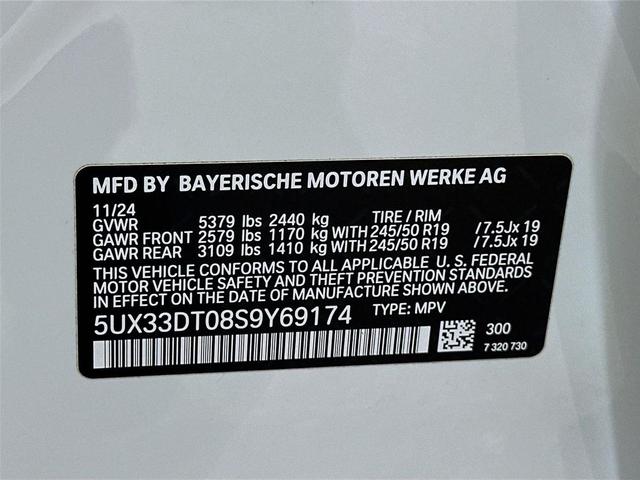 MFD BY BAYERISCHE MOTOREN WERKE AG
11/24
GVWR 5379 lbs 2440 kg TIRE / RIM
GAWR FRONT 2579 lbs 1170 kg WITH 245/50 R19 /7.5Jx 19
GAWR REAR 3109 lbs 1410 kg WITH 245/50 R19 /7.5Jx 19
THIS VEHICLE CONFORMS TO ALL APPLICABLE U. S. FEDERAL
MOTOR VEHICLE SAFETY AND THEFT PREVENTION STANDARDS
IN EFFECT ON THE DATE OF MANUFACTURE SHOWN ABOVE.
5UX33DT08S9Y69174 TYPE: MPV
300
7 320 730